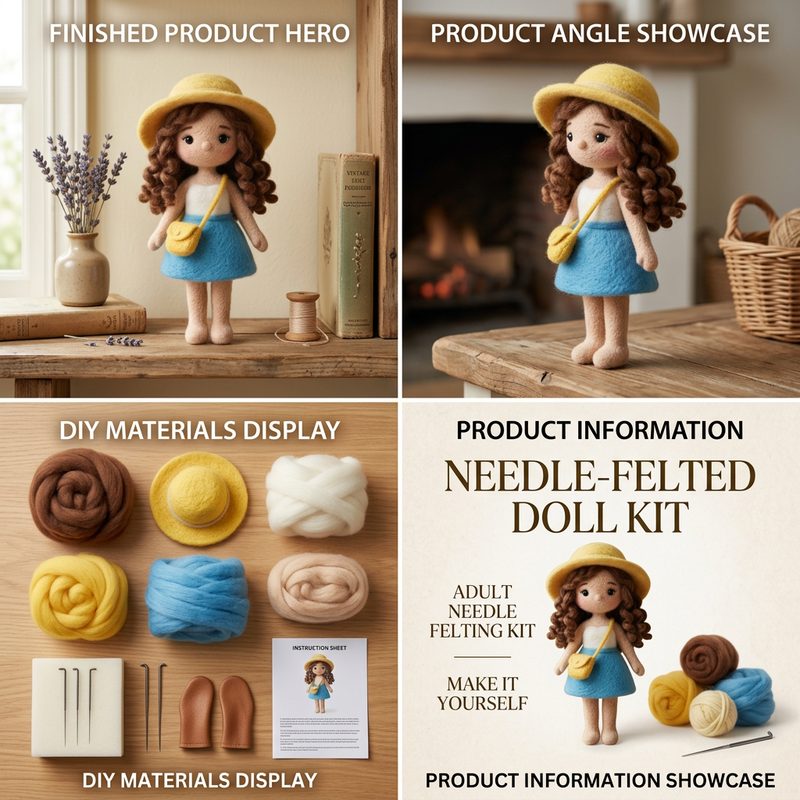 FINISHED PRODUCT HERO
PRODUCT ANGLE SHOWCASE
VINTAGE
DIY MATERIALS DISPLAY
INSTRUCTION SHEET
DIY MATERIALS DISPLAY
PRODUCT INFORMATION
NEEDLE-FELTED
DOLL KIT
ADULT
NEEDLE
FELTING KIT
MAKE IT
YOURSELF
PRODUCT INFORMATION SHOWCASE